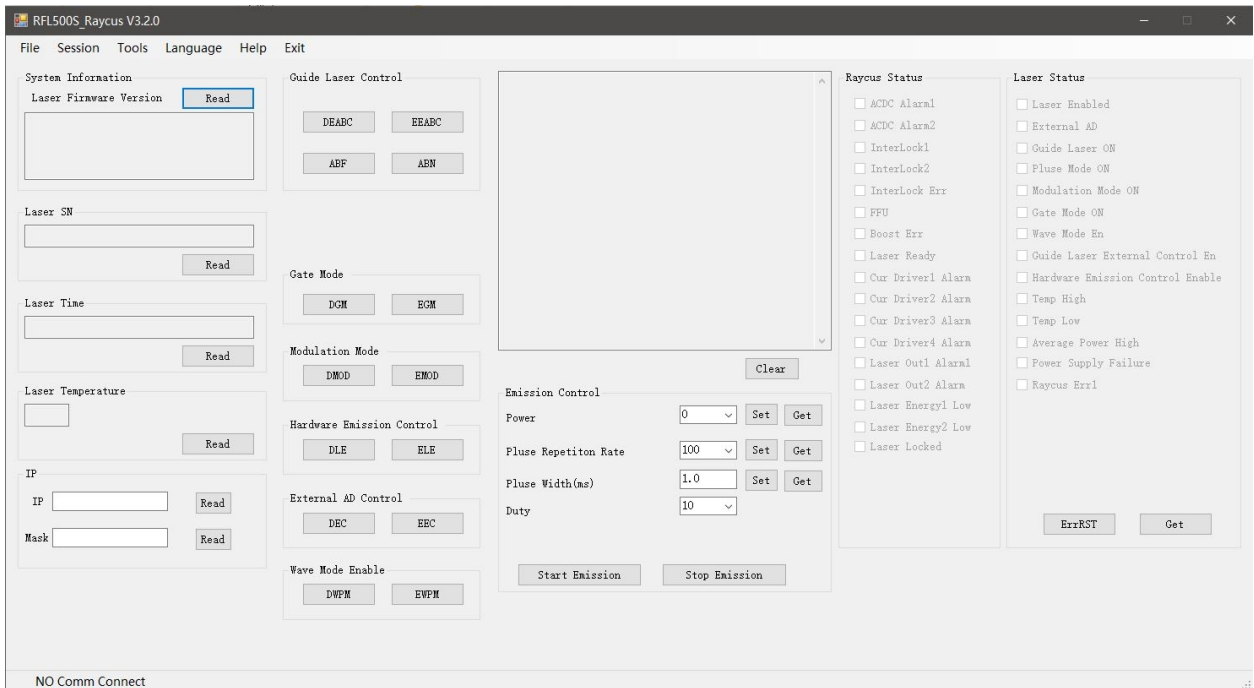 RFL500S_Raycus V3.2.0
File Session Tools Language Help Exit
System Information
Laser Firmware Version Read
Laser SN
Read
Laser Time
Read
Laser Temperature
Read
IP
IP Read
Mask Read
Guide Laser Control
DEABC EEABC
ABF ABN
Gate Mode
DGM EGM
Modulation Mode
DMOD EMOD
Hardware Emission Control
DLE ELE
External AD Control
DEC EEC
Wave Mode Enable
DWPM EWPM
Clear
Emission Control
Power 0 Set Get
Pluse Repetiton Rate 100 Set Get
Pluse Width(ms) 1.0 Set Get
Duty 10
Start Emission Stop Emission
Raycus Status
ACDC Alarm1
ACDC Alarm2
InterLock1
InterLock2
InterLock Err
FFU
Boost Err
Laser Ready
Cur Driver1 Alarm
Cur Driver2 Alarm
Cur Driver3 Alarm
Cur Driver4 Alarm
Laser Out1 Alarm1
Laser Out2 Alarm
Laser Energy1 Low
Laser Energy2 Low
Laser Locked
Laser Status
Laser Enabled
External AD
Guide Laser ON
Pluse Mode ON
Modulation Mode ON
Gate Mode ON
Wave Mode En
Guide Laser External Control En
Hardware Emission Control Enable
Temp High
Temp Low
Average Power High
Power Supply Failure
Raycus Err1
ErrRST Get
NO Comm Connect